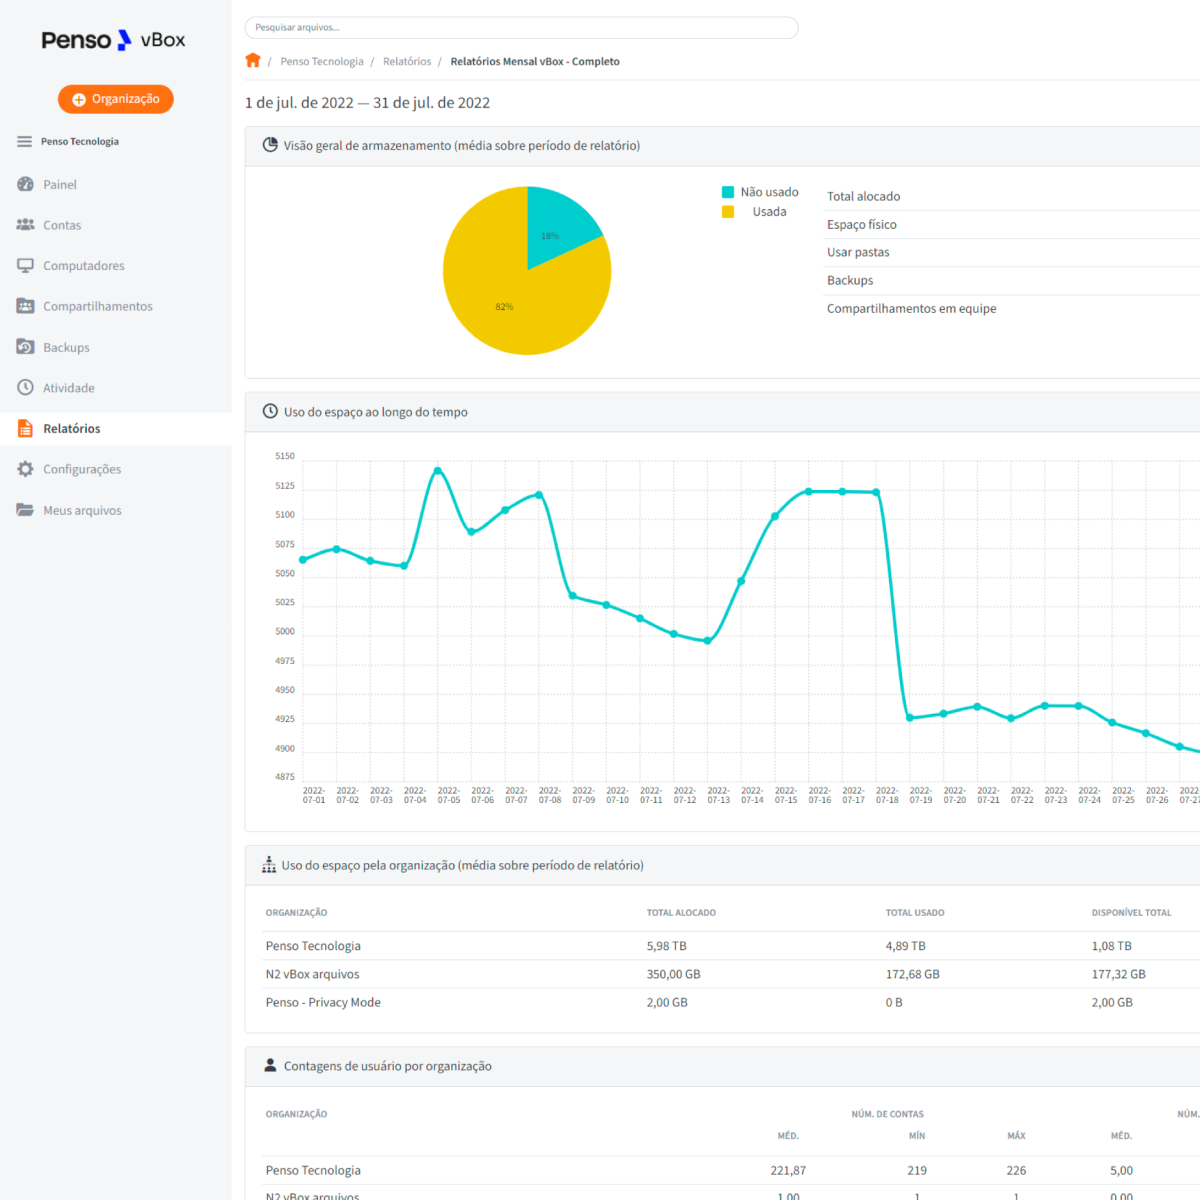 Penso vBox
Organização
Penso Tecnologia
Painel
Contas
Computadores
Compartilhamentos
Backups
Atividade
Relatórios
Configurações
Meus arquivos
Pesquisar arquivos...
/ Penso Tecnologia / Relatórios / Relatórios Mensal vBox - Completo
1 de jul. de 2022 — 31 de jul. de 2022
Visão geral de armazenamento (média sobre período de relatório)
18%
82%
Não usado
Usada
Total alocado
Espaço físico
Usar pastas
Backups
Compartilhamentos em equipe
Uso do espaço ao longo do tempo
5150
5125
5100
5075
5050
5025
5000
4975
4950
4925
4900
4875
2022-07-01
2022-07-02
2022-07-03
2022-07-04
2022-07-05
2022-07-06
2022-07-07
2022-07-08
2022-07-09
2022-07-10
2022-07-11
2022-07-12
2022-07-13
2022-07-14
2022-07-15
2022-07-16
2022-07-17
2022-07-18
2022-07-19
2022-07-20
2022-07-21
2022-07-22
2022-07-23
2022-07-24
2022-07-25
2022-07-26
2022-07-27
Uso do espaço pela organização (média sobre período de relatório)
ORGANIZAÇÃO TOTAL ALOCADO TOTAL USADO DISPONÍVEL TOTAL
Penso Tecnologia 5,98 TB 4,89 TB 1,08 TB
N2 vBox arquivos 350,00 GB 172,68 GB 177,32 GB
Penso - Privacy Mode 2,00 GB 0 B 2,00 GB
Contagens de usuário por organização
ORGANIZAÇÃO NÚM. DE CONTAS NÚM.
MÉD. MÍN MÁX MÉD.
Penso Tecnologia 221,87 219 226 5,00
N2 vBox arquivos 1,00 1 1 0,00